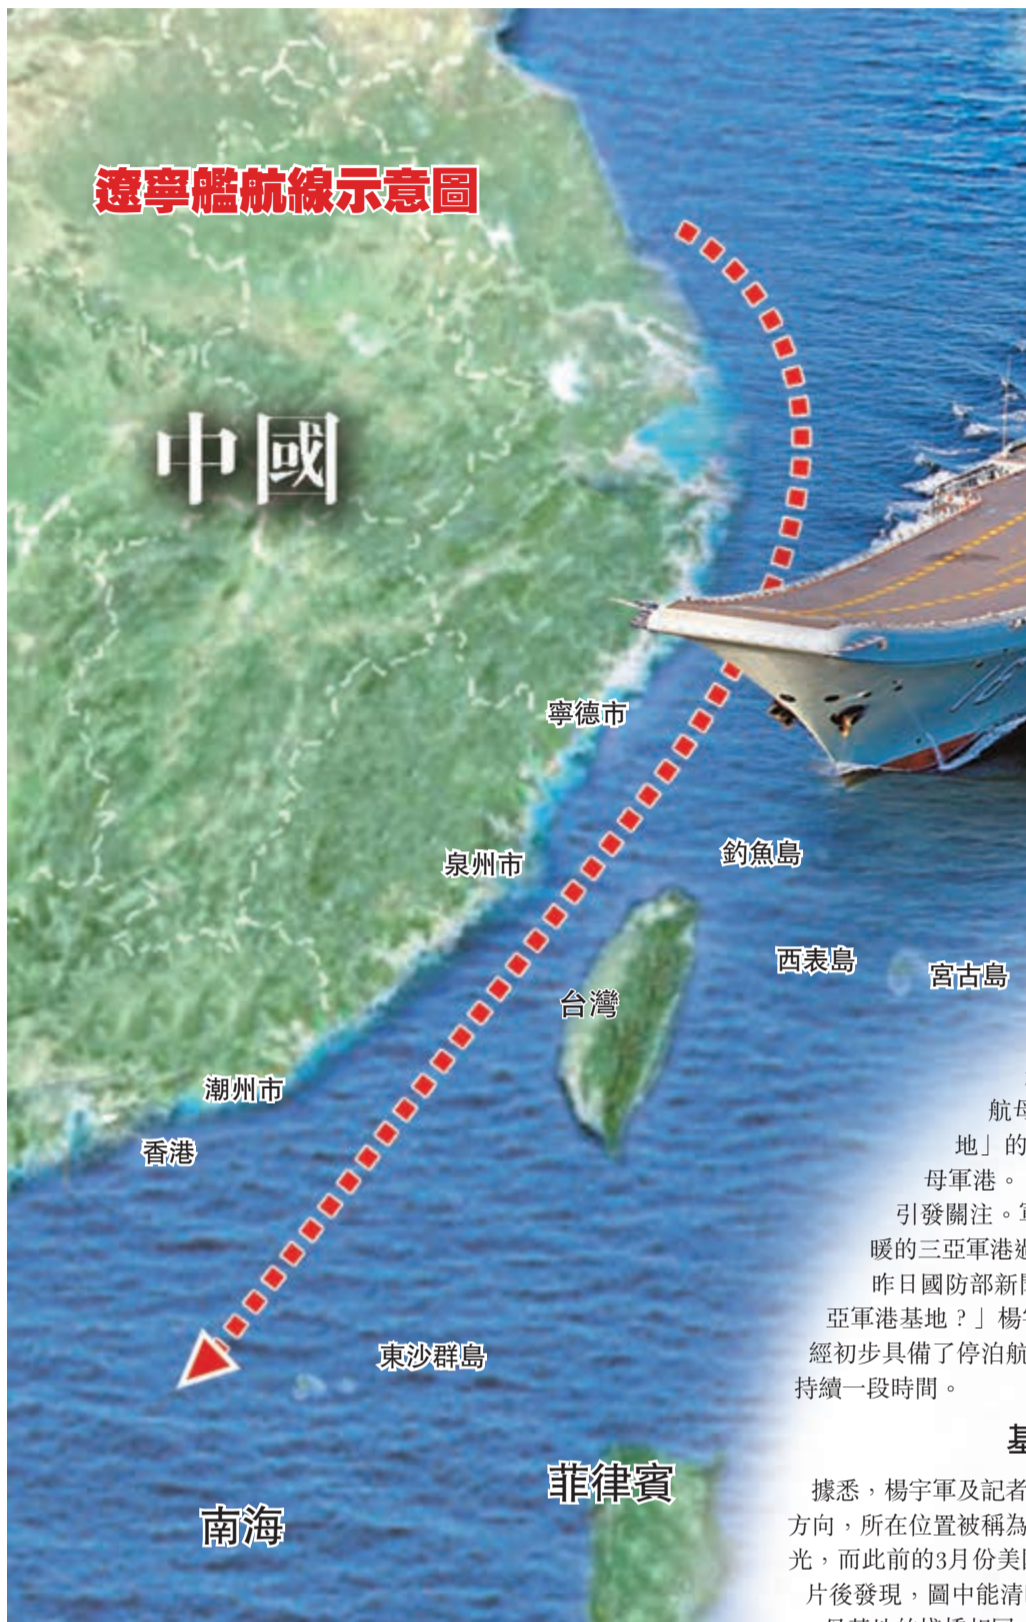 遼寧艦航線示意圖
中國
16
寧德市
泉州市
釣魚島
西表島
宮古島
台灣
潮州市
香港
東沙群島
菲律賓
南海
航母
地」的
母軍港。
引發關注。軍
暖的三亞軍港
昨日國防部新
亞軍港基地?」楊
經初步具備了停泊航
持續一段時間。
基
據悉,楊宇軍及記者
方向,所在位置被稱為
光,而此前的3月份美
片後發現,圖中能清